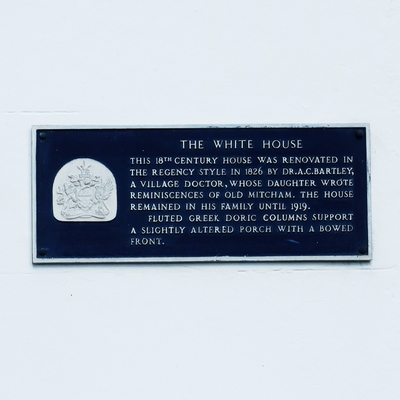 THE WHITE HOUSE
THIS 18TH CENTURY HOUSE WAS RENOVATED IN
THE REGENCY STYLE IN 1826 BY DR.A.C.BARTLEY,
A VILLAGE DOCTOR, WHOSE DAUGHTER WROTE
REMINISCENCES OF OLD MITCHAM. THE HOUSE
REMAINED IN HIS FAMILY UNTIL 1919.
FLUTED GREEK DORIC COLUMNS SUPPORT
A SLIGHTLY ALTERED PORCH WITH A BOWED
FRONT.